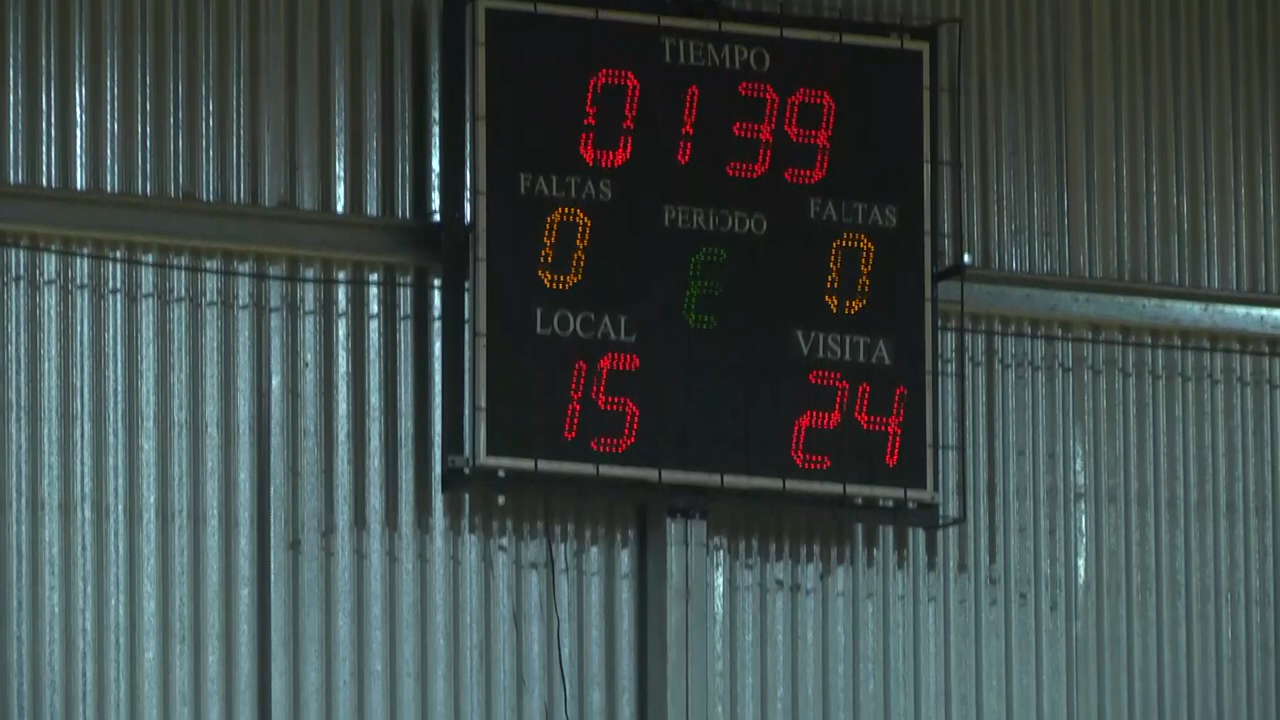 TIEMPO
01 39
FALTAS PERIODO FALTAS
0 E 0
LOCAL VISITA
15 24